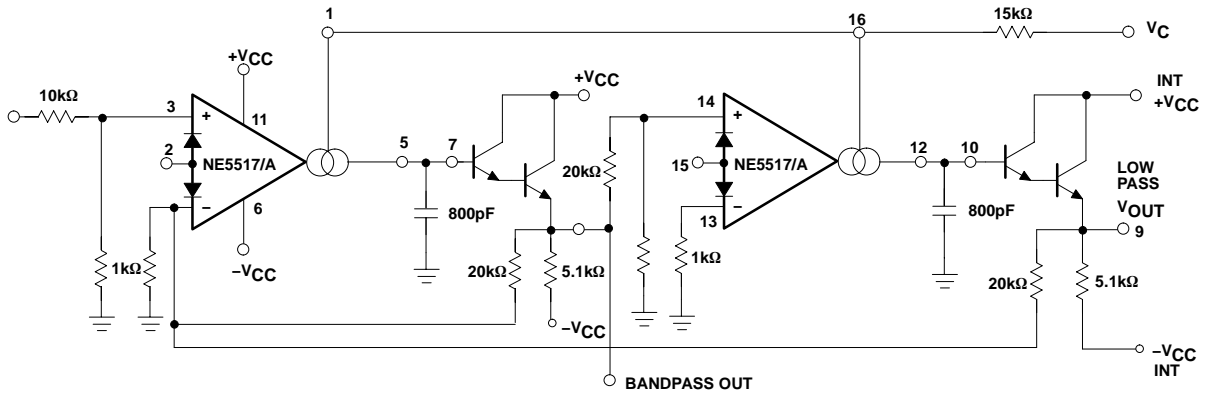 1
16
15kΩ
VC
+VCC
10kΩ
3
+
11
2
NE5517/A
−
6
−VCC
1kΩ
5
7
800pF
+VCC
20kΩ
5.1kΩ
−VCC
20kΩ
14
+
15
NE5517/A
−
13
1kΩ
12
10
800pF
INT
+VCC
LOW
PASS
VOUT
9
20kΩ
5.1kΩ
−VCC
INT
BANDPASS OUT